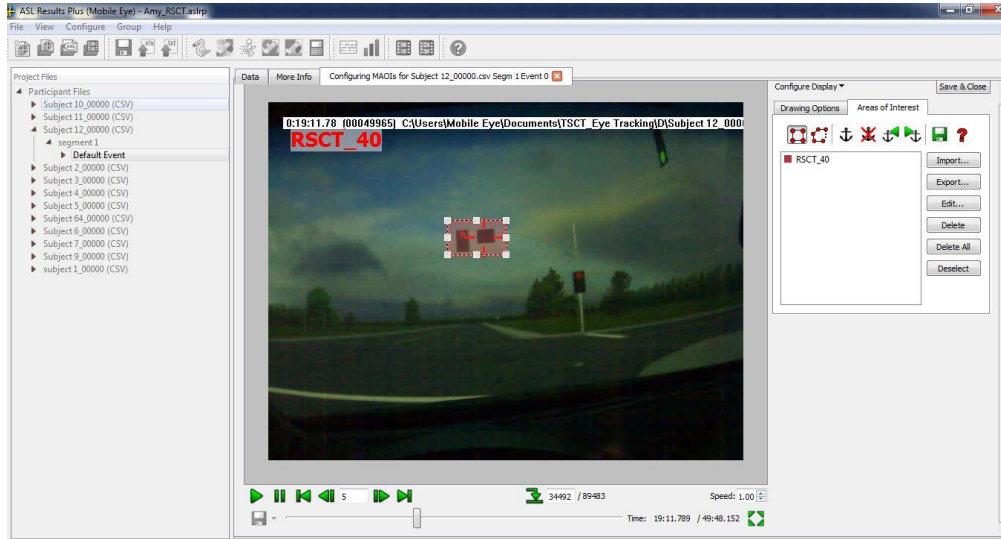 ASL Results Plus (Mobile Eye) - Amy_RSCT.aslrp
File View Configure Group Help
xls txt
Project Files
Participant Files
Subject 10_00000 (CSV)
Subject 11_00000 (CSV)
Subject 12_00000 (CSV)
segment 1
Default Event
Subject 2_00000 (CSV)
Subject 3_00000 (CSV)
Subject 4_00000 (CSV)
Subject 5_00000 (CSV)
Subject 64_00000 (CSV)
Subject 6_00000 (CSV)
Subject 7_00000 (CSV)
Subject 9_00000 (CSV)
subject 1_00000 (CSV)
Data More Info Configuring MAOIs for Subject 12_00000.csv Segm 1 Event 0
0:19:11.78 (00049965) C:\Users\Mobile Eye\Documents\TSCT_Eye Tracking\D\Subject 12_000
RSCT_40
5 34492 / 89483 Speed: 1.00
Time: 19:11.789 / 49:48.152
Configure Display Save & Close
Drawing Options Areas of Interest
RSCT_40
Import...
Export...
Edit...
Delete
Delete All
Deselect